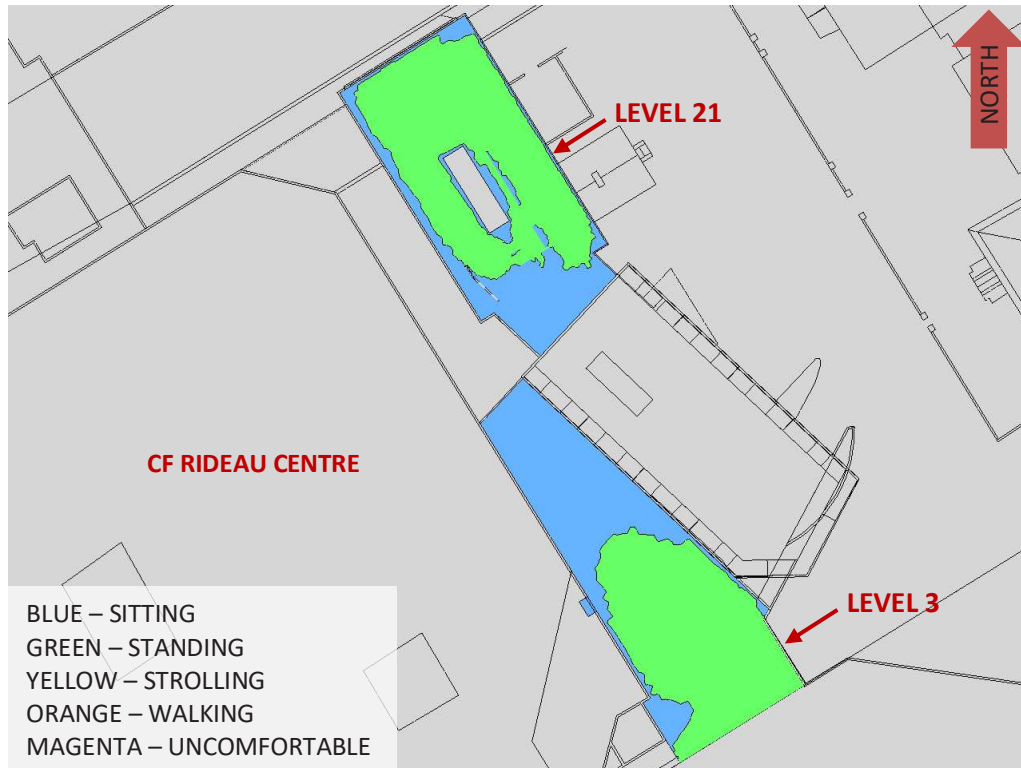 NORTH
LEVEL 21
CF RIDEAU CENTRE
LEVEL 3
BLUE – SITTING
GREEN – STANDING
YELLOW – STROLLING
ORANGE – WALKING
MAGENTA – UNCOMFORTABLE